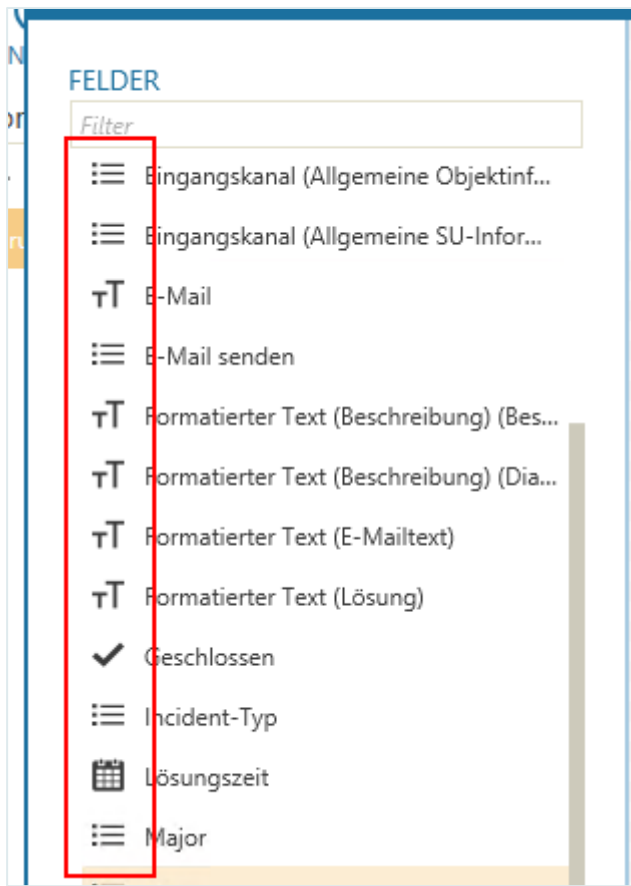 FELDER
Filter
Eingangskanal (Allgemeine Objektinf...
Eingangskanal (Allgemeine SU-Infor...
E-Mail
E-Mail senden
Formatierter Text (Beschreibung) (Bes...
Formatierter Text (Beschreibung) (Dia...
Formatierter Text (E-Mailtext)
Formatierter Text (Lösung)
Geschlossen
Incident-Typ
Lösungszeit
Major